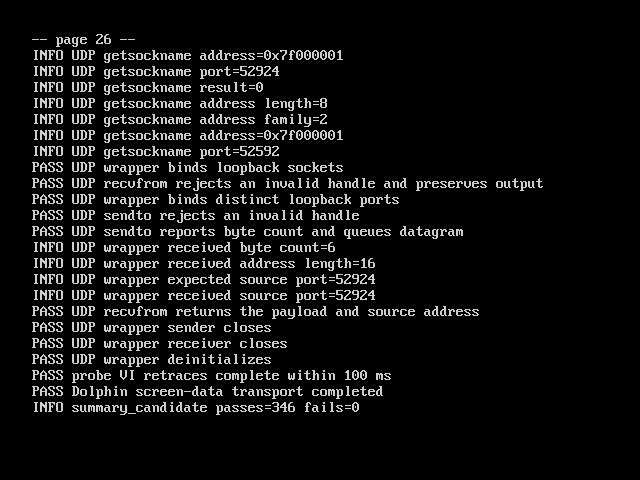 -- page 26 --
INFO UDP getsockname address=0x7f000001
INFO UDP getsockname port=52924
INFO UDP getsockname result=0
INFO UDP getsockname address length=8
INFO UDP getsockname address family=2
INFO UDP getsockname address=0x7f000001
INFO UDP getsockname port=52592
PASS UDP wrapper binds loopback sockets
PASS UDP recvfrom rejects an invalid handle and preserves output
PASS UDP wrapper binds distinct loopback ports
PASS UDP sendto rejects an invalid handle
PASS UDP sendto reports byte count and queues datagram
INFO UDP wrapper received byte count=6
INFO UDP wrapper received address length=16
INFO UDP wrapper expected source port=52924
INFO UDP wrapper received source port=52924
PASS UDP recvfrom returns the payload and source address
PASS UDP wrapper sender closes
PASS UDP wrapper receiver closes
PASS UDP wrapper deinitializes
PASS probe VI retraces complete within 100 ms
PASS Dolphin screen-data transport completed
INFO summary_candidate passes=346 fails=0